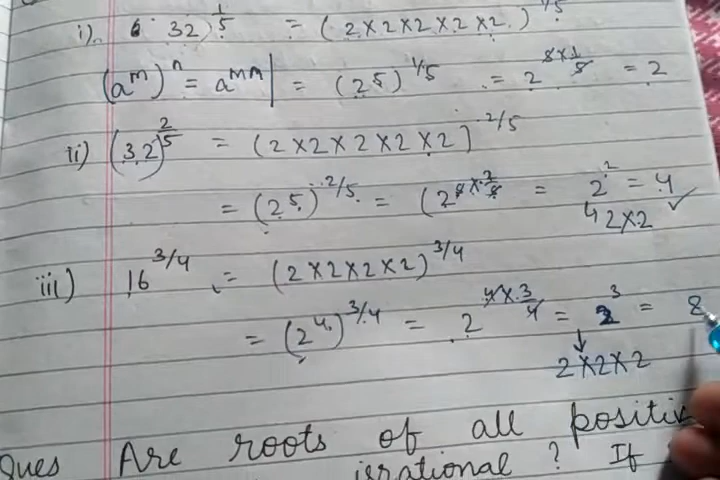 i). 6 32)^1/5 = (2×2×2×2×2)^1/5
(a^m)^n = a^mn | = (2^5)^1/5 = 2^5×1/5 = 2
ii) (32)^2/5 = (2×2×2×2×2)^2/5
= (2^5)^2/5 = (2^5×2/5 = 2^2 = 4
4 2×2 ✓
iii) 16^3/4 = (2×2×2×2)^3/4
= (2^4)^3/4 = 2^4×3/4 = 2^3 = 8
↓
2×2×2
Ques Are roots of all positiv
irrational ? If